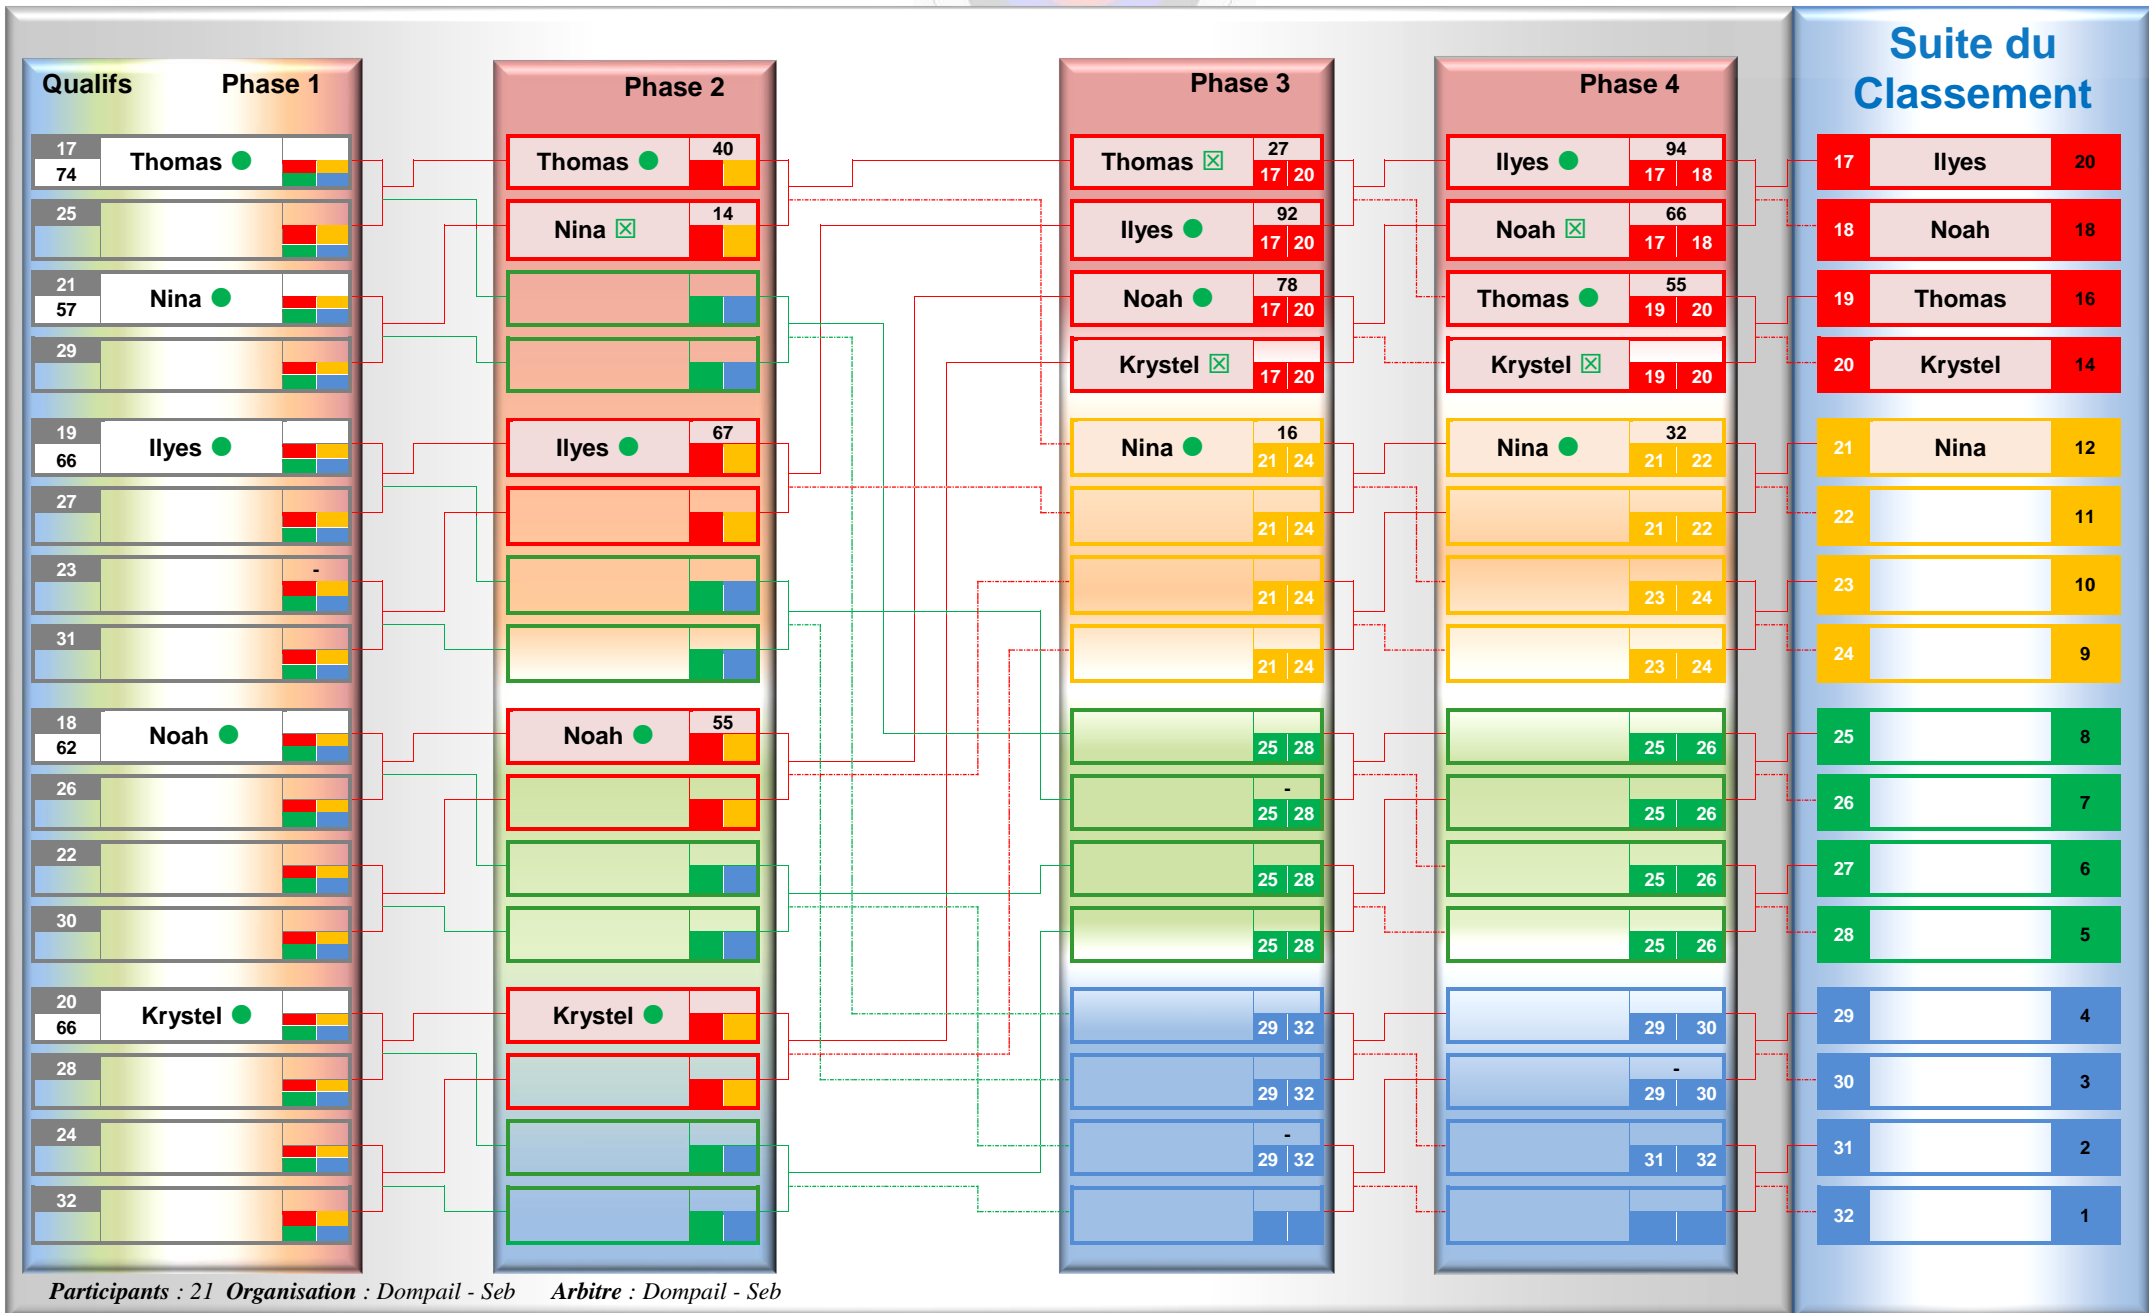 Suite du
Classement
Qualifs Phase 1
Phase 2
Phase 3
Phase 4
17 Thomas
74
25
21 Nina
57
29
19 Ilyes
66
27
23 -
31
18 Noah
62
26
22
30
20 Krystel
66
28
24
32
Thomas 40
Nina ☒ 14
Ilyes 67
Noah 55
Krystel
Thomas ☒ 27
17 20
Ilyes 92
17 20
Noah 78
17 20
Krystel ☒
17 20
Nina 16
21 24
21 24
21 24
21 24
25 28
-
25 28
25 28
25 28
29 32
29 32
-
29 32
Ilyes 94
17 18
Noah ☒ 66
17 18
Thomas 55
19 20
Krystel ☒
19 20
Nina 32
21 22
21 22
23 24
23 24
25 26
25 26
25 26
25 26
29 30
-
29 30
31 32
17 Ilyes 20
18 Noah 18
19 Thomas 16
20 Krystel 14
21 Nina 12
22 11
23 10
24 9
25 8
26 7
27 6
28 5
29 4
30 3
31 2
32 1
Participants : 21 Organisation : Dompail - Seb Arbitre : Dompail - Seb